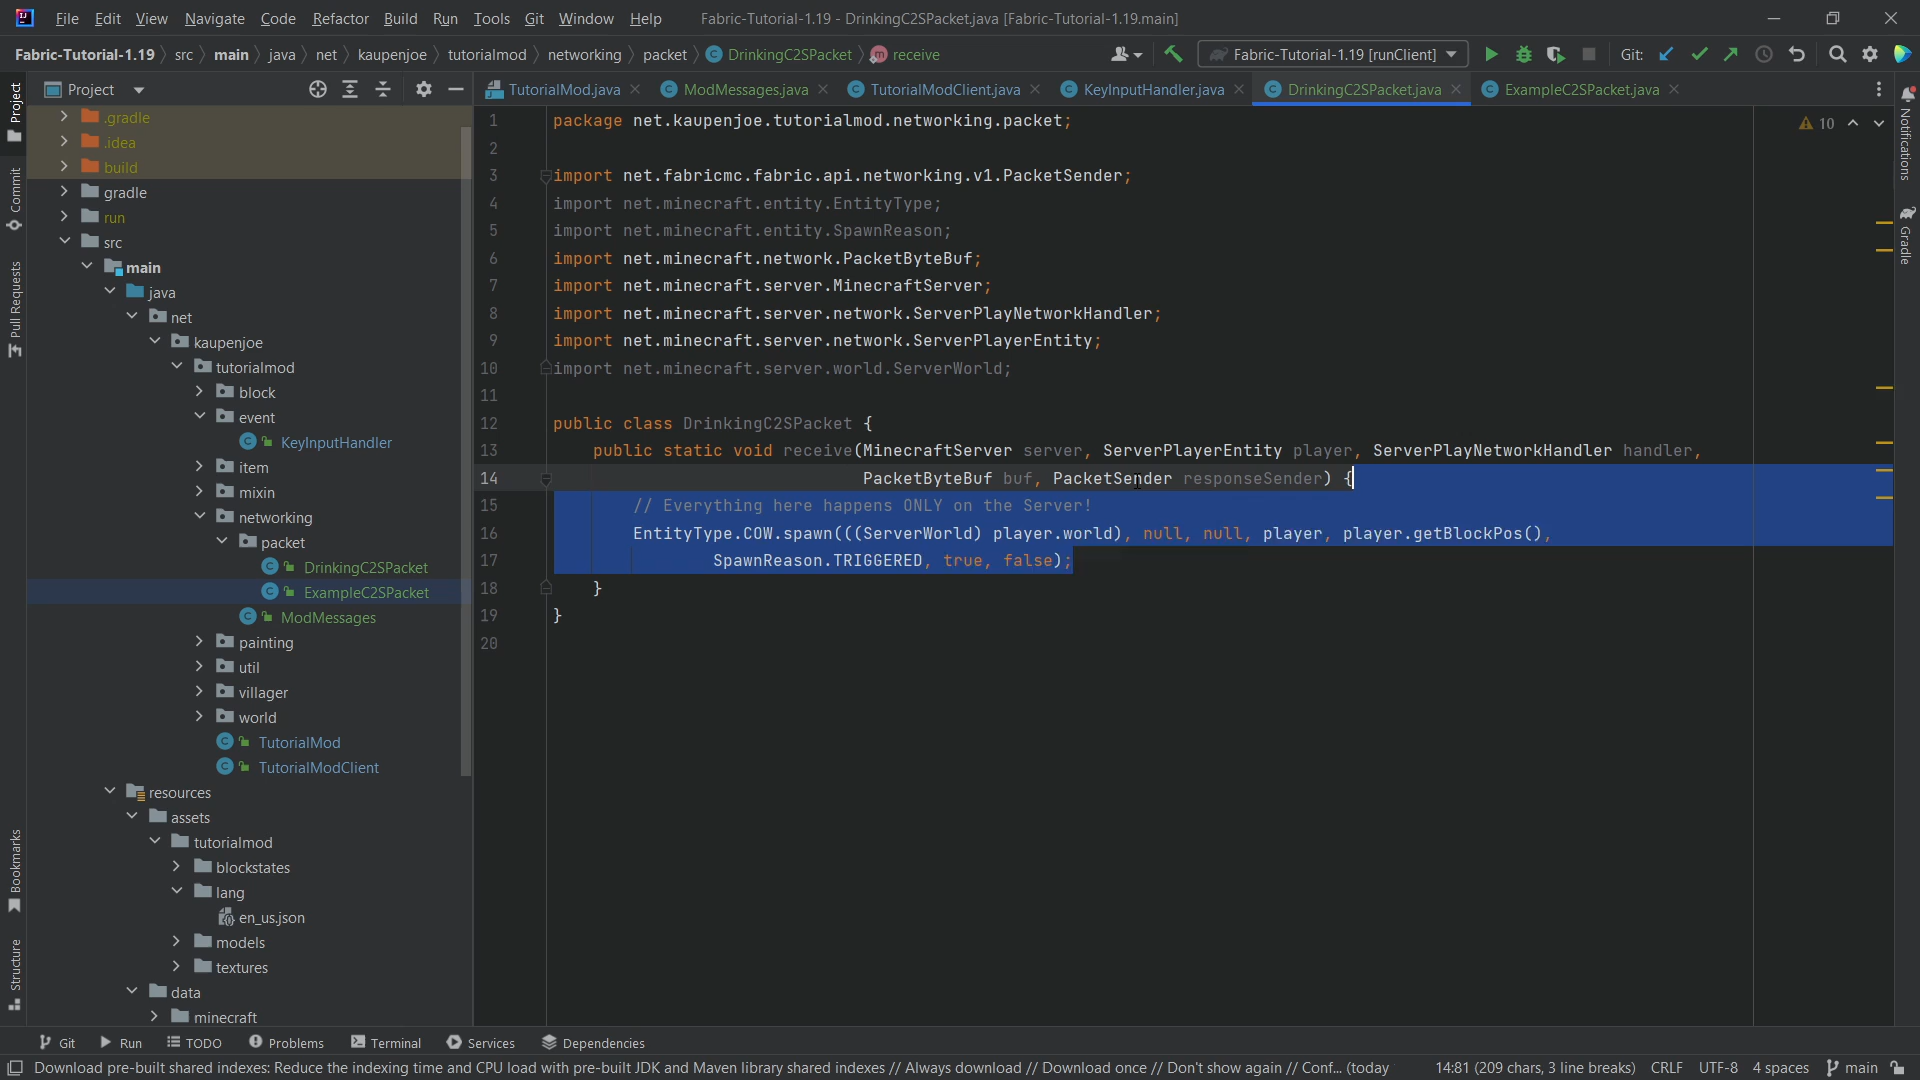 File Edit View Navigate Code Refactor Build Run Tools Git Window Help Fabric-Tutorial-1.19 - DrinkingC2SPacket.java [Fabric-Tutorial-1.19.main]
Fabric-Tutorial-1.19 src main java net kaupenjoe tutorialmod networking packet DrinkingC2SPacket receive Fabric-Tutorial-1.19 [runClient] Git:
Project TutorialMod.java ModMessages.java TutorialModClient.java KeyInputHandler.java DrinkingC2SPacket.java ExampleC2SPacket.java
Project
Commit
Pull Requests
Bookmarks
Structure
.gradle
.idea
build
gradle
run
src
main
java
net
kaupenjoe
tutorialmod
block
event
KeyInputHandler
item
mixin
networking
packet
DrinkingC2SPacket
ExampleC2SPacket
ModMessages
painting
util
villager
world
TutorialMod
TutorialModClient
resources
assets
tutorialmod
blockstates
lang
en_us.json
models
textures
data
minecraft
1 package net.kaupenjoe.tutorialmod.networking.packet;
2
3 import net.fabricmc.fabric.api.networking.v1.PacketSender;
4 import net.minecraft.entity.EntityType;
5 import net.minecraft.entity.SpawnReason;
6 import net.minecraft.network.PacketByteBuf;
7 import net.minecraft.server.MinecraftServer;
8 import net.minecraft.server.network.ServerPlayNetworkHandler;
9 import net.minecraft.server.network.ServerPlayerEntity;
10 import net.minecraft.server.world.ServerWorld;
11
12 public class DrinkingC2SPacket {
13 public static void receive(MinecraftServer server, ServerPlayerEntity player, ServerPlayNetworkHandler handler,
14 PacketByteBuf buf, PacketSender responseSender) {
15 // Everything here happens ONLY on the Server!
16 EntityType.COW.spawn(((ServerWorld) player.world), null, null, player, player.getBlockPos(),
17 SpawnReason.TRIGGERED, true, false);
18 }
19 }
20
10
Notifications
Gradle
Git Run TODO Problems Terminal Services Dependencies
Download pre-built shared indexes: Reduce the indexing time and CPU load with pre-built JDK and Maven library shared indexes // Always download // Download once // Don't show again // Conf... (today 14:81 (209 chars, 3 line breaks) CRLF UTF-8 4 spaces main